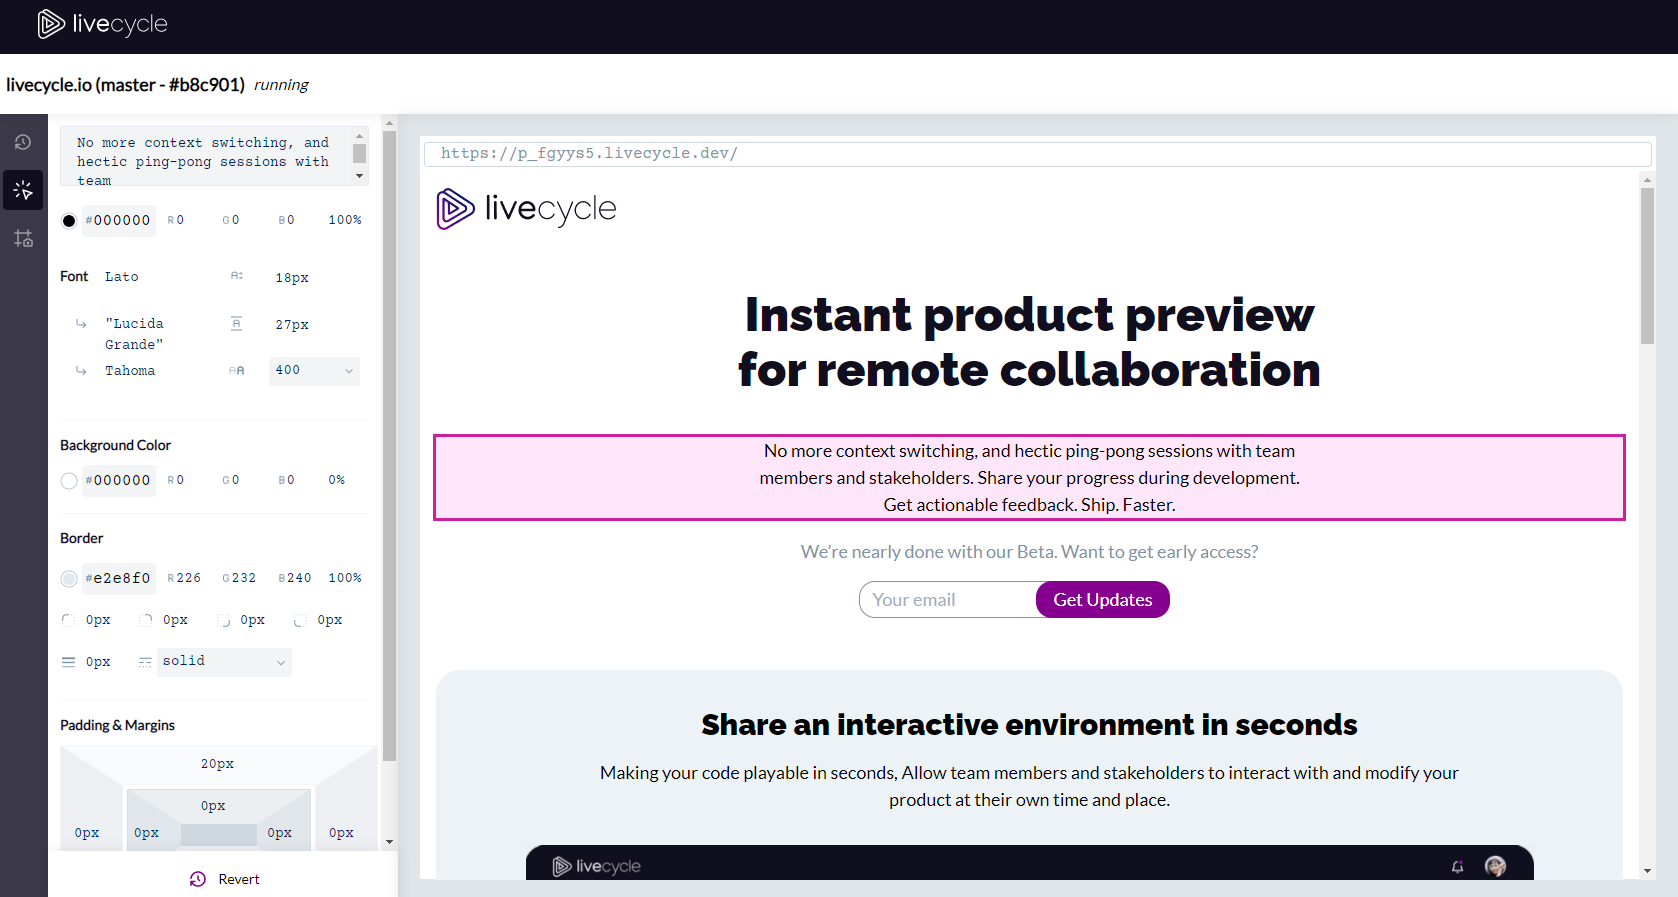 livecycle
livecycle.io (master - #b8c901) running
No more context switching, and
hectic ping-pong sessions with
team
#000000 R 0 G 0 B 0 100%
Font Lato A 18px
"Lucida
Grande"
A 27px
Tahoma AA 400
Background Color
#000000 R 0 G 0 B 0 0%
Border
#e2e8f0 R 226 G 232 B 240 100%
0px 0px 0px 0px
0px solid
Padding & Margins
20px
0px
0px 0px 0px 0px
Revert
https://p_fgyys5.livecycle.dev/
livecycle
Instant product preview
for remote collaboration
No more context switching, and hectic ping-pong sessions with team
members and stakeholders. Share your progress during development.
Get actionable feedback. Ship. Faster.
We're nearly done with our Beta. Want to get early access?
Your email Get Updates
Share an interactive environment in seconds
Making your code playable in seconds, Allow team members and stakeholders to interact with and modify your
product at their own time and place.
livecycle